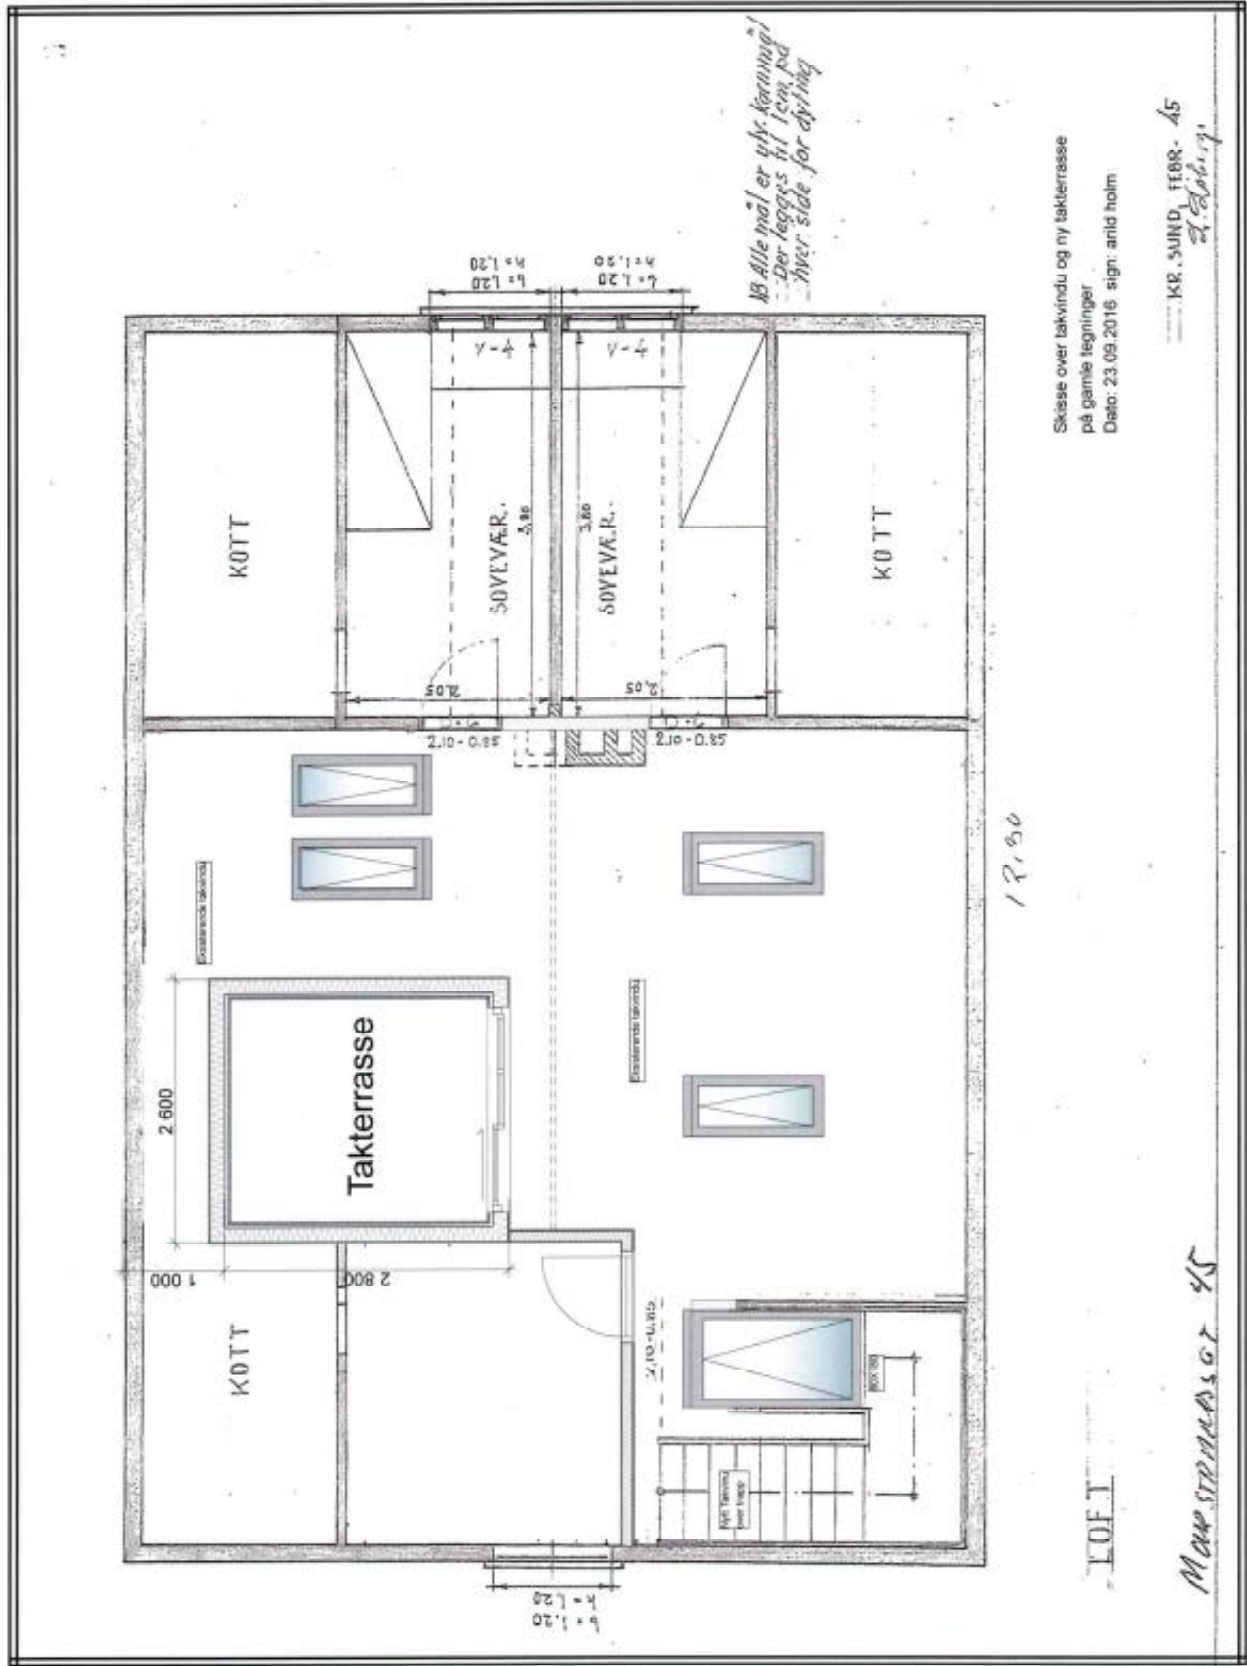 NB Alle mål er utv. Karmmål
Der legges til 1 cm. på
hver side for dytting
KOTT
b=1.20
h=1.20
SOVEVÆR.
3,80
2,05
2,10-0,85
b=1.20
h=1.20
SOVEVÆR.
3,80
2,05
2,10-0,85
KOTT
Eksisterende takvindu
Eksisterende takvindu
2 600
Takterrasse
1 000
2 800
KOTT
2,10-0,85
80X180
Nytt Takvindu
over trapp
b=1.20
h=1.20
Skisse over takvindu og ny takterrasse
på gamle tegninger
Dato: 23.09.2016 sign: arild holm
KR.SUND, FEBR- 45
LOFT